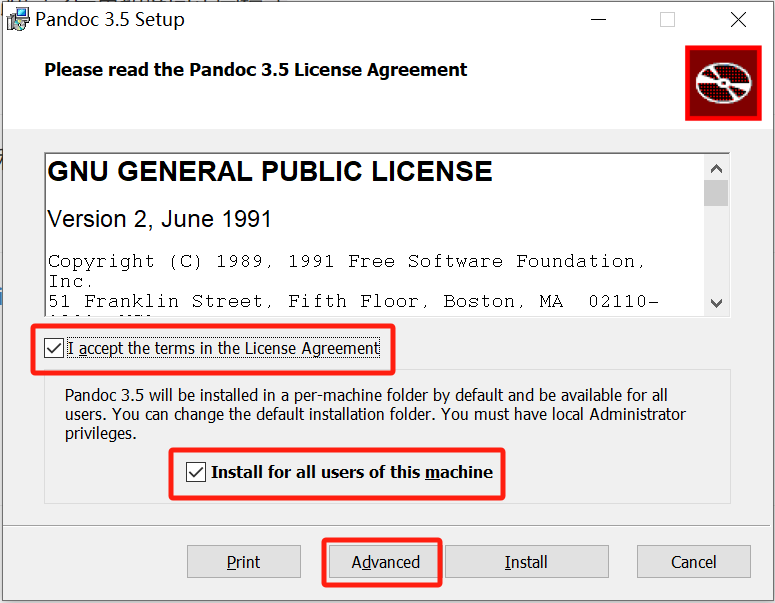 Pandoc 3.5 Setup
Please read the Pandoc 3.5 License Agreement
GNU GENERAL PUBLIC LICENSE
Version 2, June 1991
Copyright (C) 1989, 1991 Free Software Foundation,
Inc.
51 Franklin Street, Fifth Floor, Boston, MA 02110-
I accept the terms in the License Agreement
Pandoc 3.5 will be installed in a per-machine folder by default and be available for all
users. You can change the default installation folder. You must have local Administrator
privileges.
Install for all users of this machine
Print
Advanced
Install
Cancel